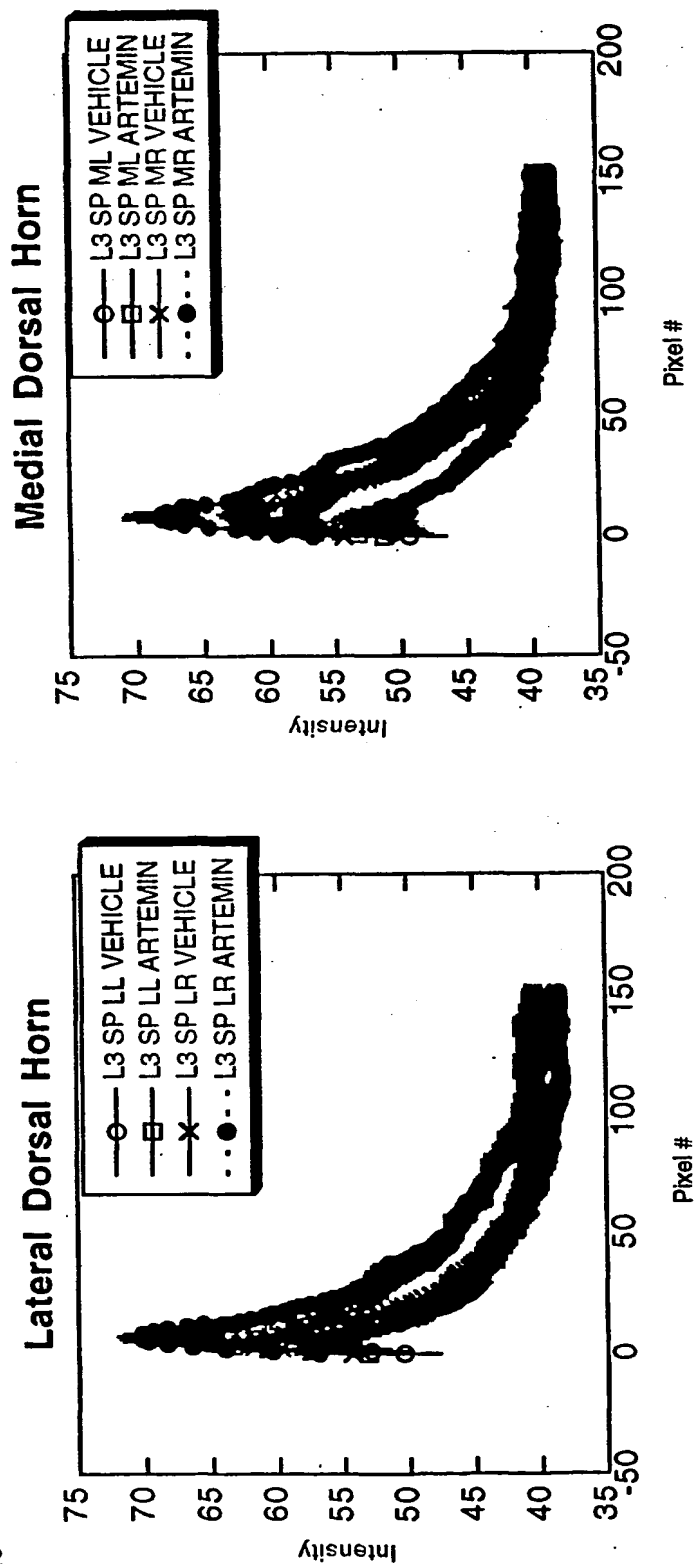 Lateral Dorsal Horn
L3 SP LL VEHICLE
L3 SP LL ARTEMIN
L3 SP LR VEHICLE
L3 SP LR ARTEMIN
75
70
65
60
55
50
45
40
35
Intensity
-50
0
50
100
150
200
Pixel #
Medial Dorsal Horn
L3 SP ML VEHICLE
L3 SP ML ARTEMIN
L3 SP MR VEHICLE
L3 SP MR ARTEMIN
75
70
65
60
55
50
45
40
35
Intensity
-50
0
50
100
150
200
Pixel #